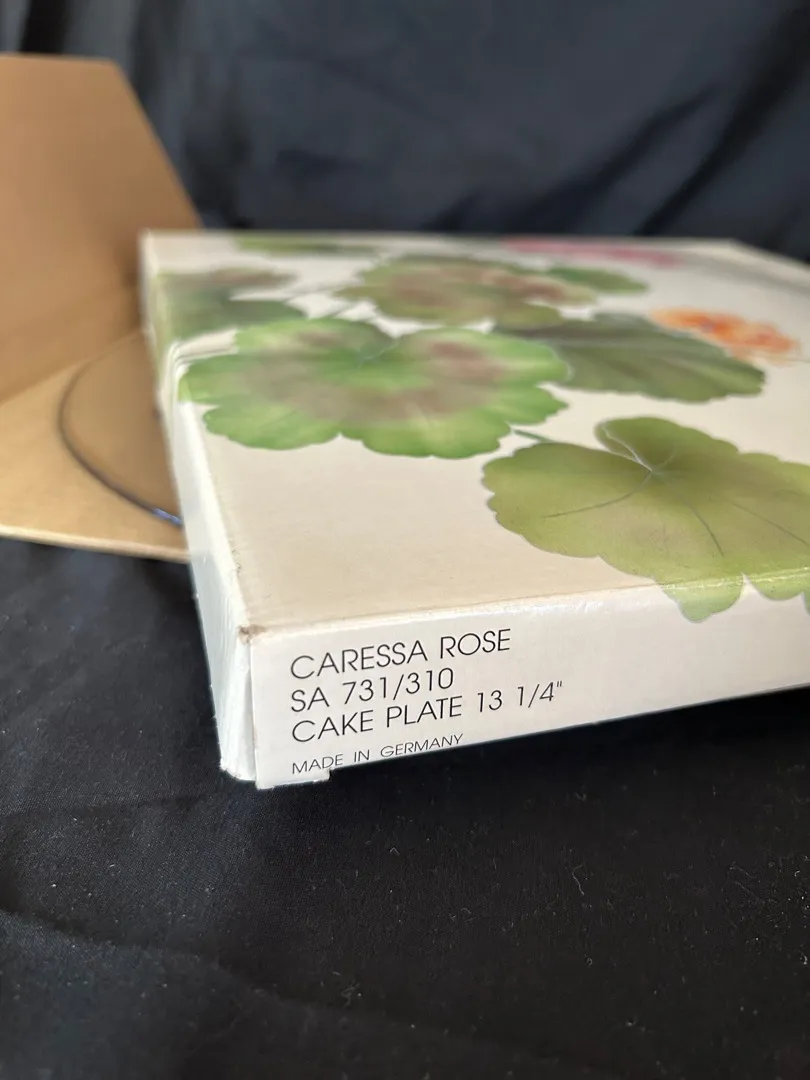 CARESSA ROSE
SA 731/310
CAKE PLATE 13 1/4"
MADE IN GERMANY